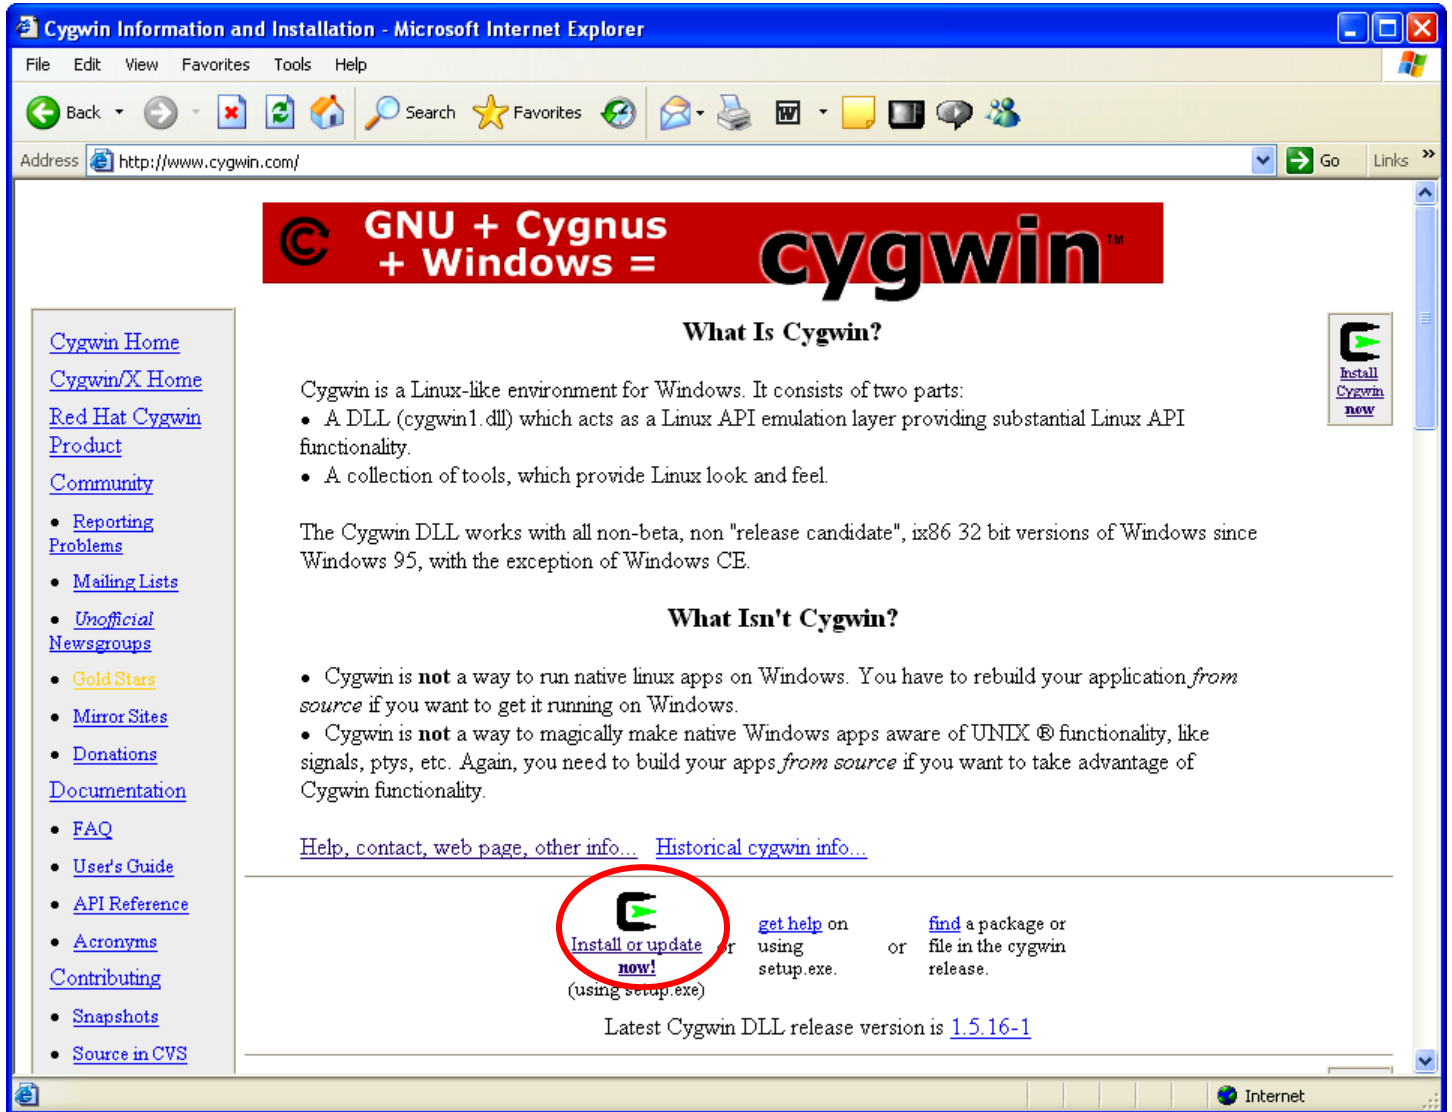 Cygwin Information and Installation - Microsoft Internet Explorer
File Edit View Favorites Tools Help
Back Search Favorites
Address http://www.cygwin.com/ Go Links »
GNU + Cygnus
+ Windows =
cygwin™
Cygwin Home
Cygwin/X Home
Red Hat Cygwin
Product
Community
• Reporting
Problems
• Mailing Lists
• Unofficial
Newsgroups
• Gold Stars
• Mirror Sites
• Donations
Documentation
• FAQ
• User's Guide
• API Reference
• Acronyms
Contributing
• Snapshots
• Source in CVS
What Is Cygwin?
Cygwin is a Linux-like environment for Windows. It consists of two parts:
• A DLL (cygwin1.dll) which acts as a Linux API emulation layer providing substantial Linux API
functionality.
• A collection of tools, which provide Linux look and feel.
The Cygwin DLL works with all non-beta, non "release candidate", ix86 32 bit versions of Windows since
Windows 95, with the exception of Windows CE.
What Isn't Cygwin?
• Cygwin is not a way to run native linux apps on Windows. You have to rebuild your application from
source if you want to get it running on Windows.
• Cygwin is not a way to magically make native Windows apps aware of UNIX ® functionality, like
signals, ptys, etc. Again, you need to build your apps from source if you want to take advantage of
Cygwin functionality.
Help, contact, web page, other info... Historical cygwin info...
Install or update
now!
(using setup.exe)
or
get help on
using
setup.exe.
or
find a package or
file in the cygwin
release.
Latest Cygwin DLL release version is 1.5.16-1
Install
Cygwin
now
Internet